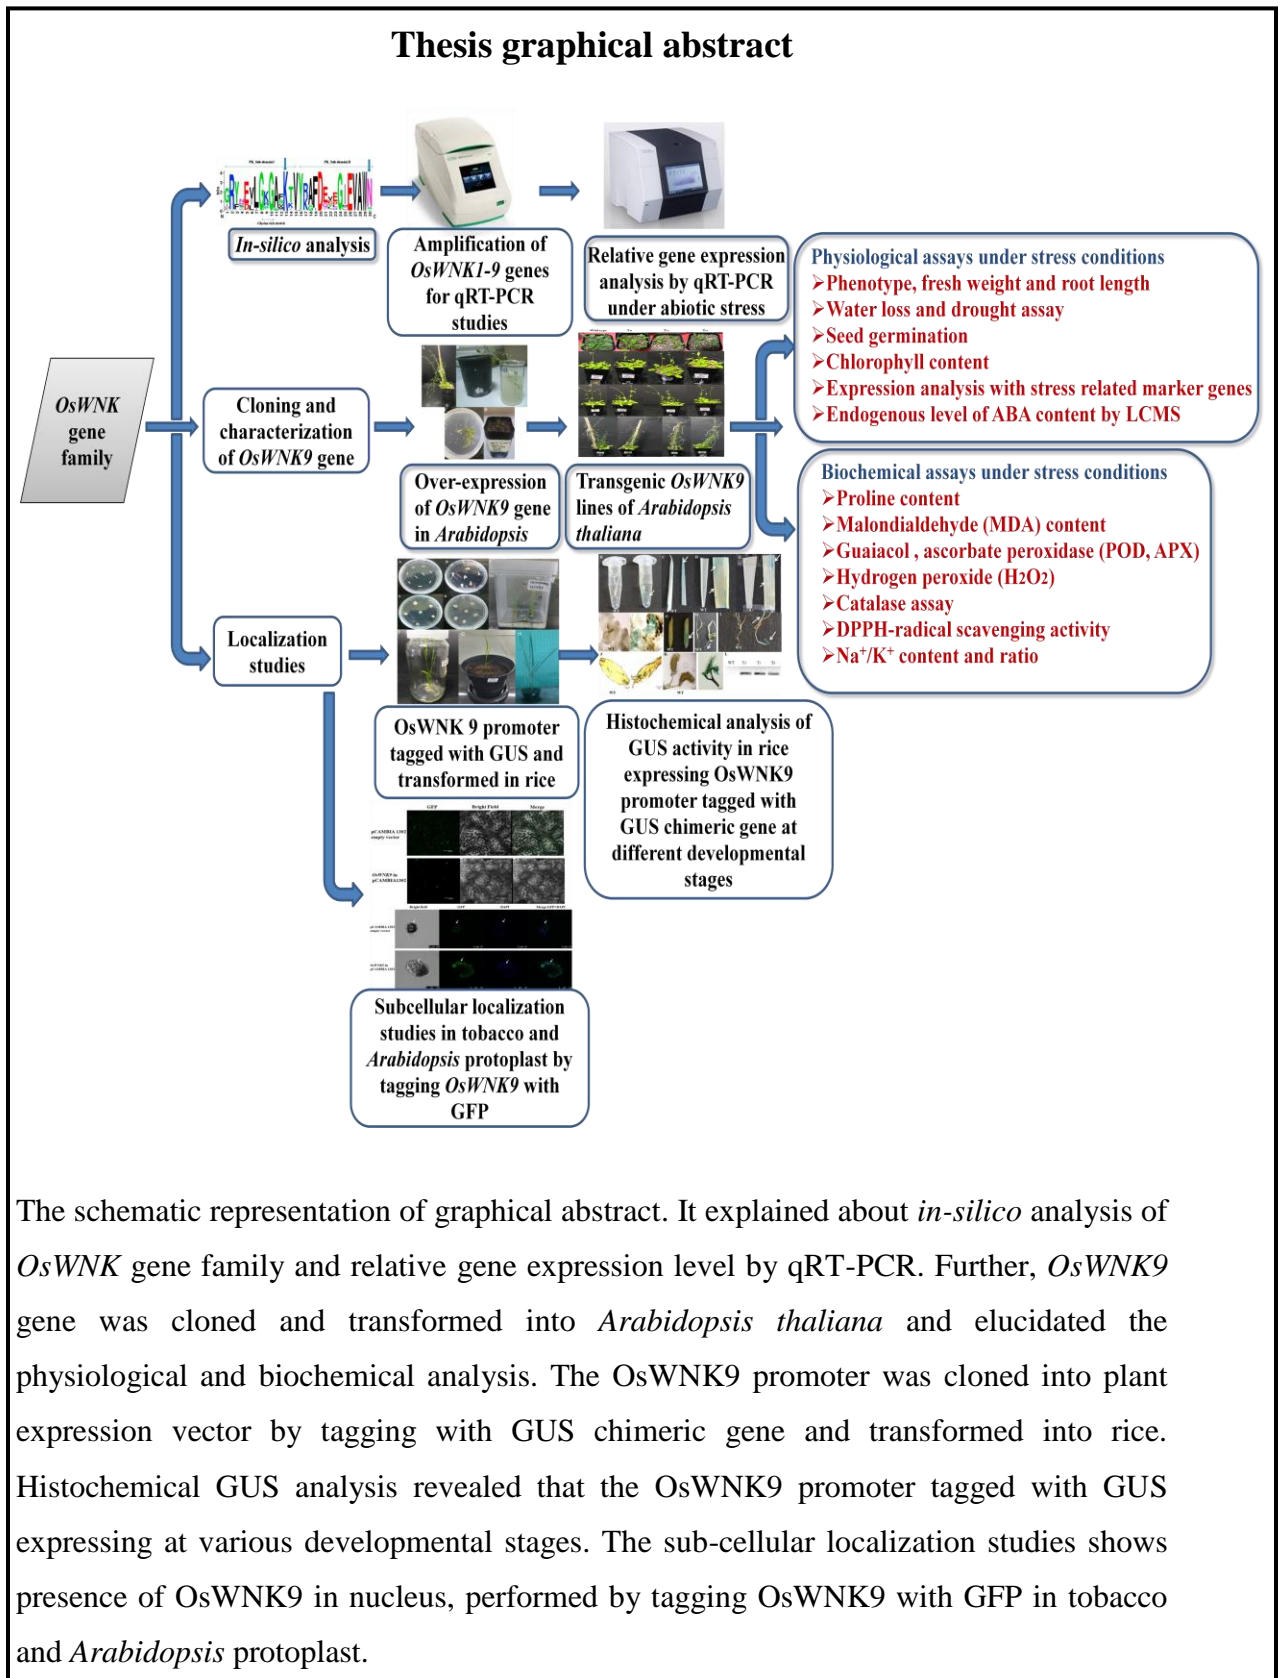 Thesis graphical abstract
In-silico analysis
Amplification of
OsWNK1-9 genes
for qRT-PCR
studies
Relative gene expression
analysis by qRT-PCR
under abiotic stress
Physiological assays under stress conditions
➢Phenotype, fresh weight and root length
➢Water loss and drought assay
➢Seed germination
➢Chlorophyll content
➢Expression analysis with stress related marker genes
➢Endogenous level of ABA content by LCMS
OsWNK
gene
family
Cloning and
characterization
of OsWNK9 gene
Over-expression
of OsWNK9 gene
in Arabidopsis
Transgenic OsWNK9
lines of Arabidopsis
thaliana
Biochemical assays under stress conditions
➢Proline content
➢Malondialdehyde (MDA) content
➢Guaiacol , ascorbate peroxidase (POD, APX)
➢Hydrogen peroxide (H2O2)
➢Catalase assay
➢DPPH-radical scavenging activity
➢Na+/K+ content and ratio
Localization
studies
OsWNK 9 promoter
tagged with GUS and
transformed in rice
Histochemical analysis of
GUS activity in rice
expressing OsWNK9
promoter tagged with
GUS chimeric gene at
different developmental
stages
GFP Bright Field Merge
pCAMBIA 1302
empty vector
OsWNK9 in
pCAMBIA1302
Subcellular localization
studies in tobacco and
Arabidopsis protoplast by
tagging OsWNK9 with
GFP
The schematic representation of graphical abstract. It explained about in-silico analysis of
OsWNK gene family and relative gene expression level by qRT-PCR. Further, OsWNK9
gene was cloned and transformed into Arabidopsis thaliana and elucidated the
physiological and biochemical analysis. The OsWNK9 promoter was cloned into plant
expression vector by tagging with GUS chimeric gene and transformed into rice.
Histochemical GUS analysis revealed that the OsWNK9 promoter tagged with GUS
expressing at various developmental stages. The sub-cellular localization studies shows
presence of OsWNK9 in nucleus, performed by tagging OsWNK9 with GFP in tobacco
and Arabidopsis protoplast.